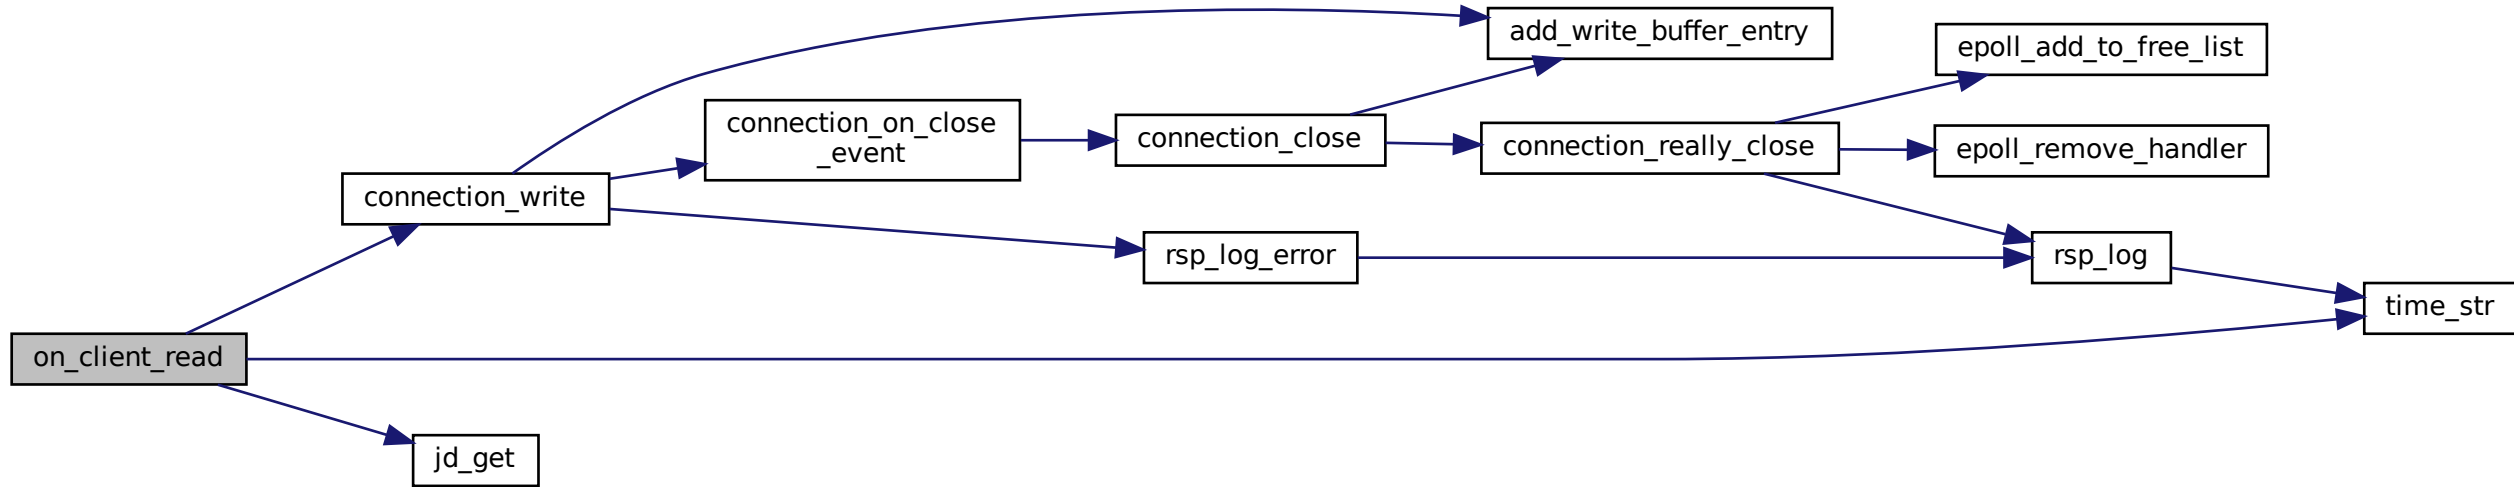 on_client_read
connection_write
jd_get
connection_on_close
_event
rsp_log_error
connection_close
add_write_buffer_entry
connection_really_close
epoll_add_to_free_list
epoll_remove_handler
rsp_log
time_str